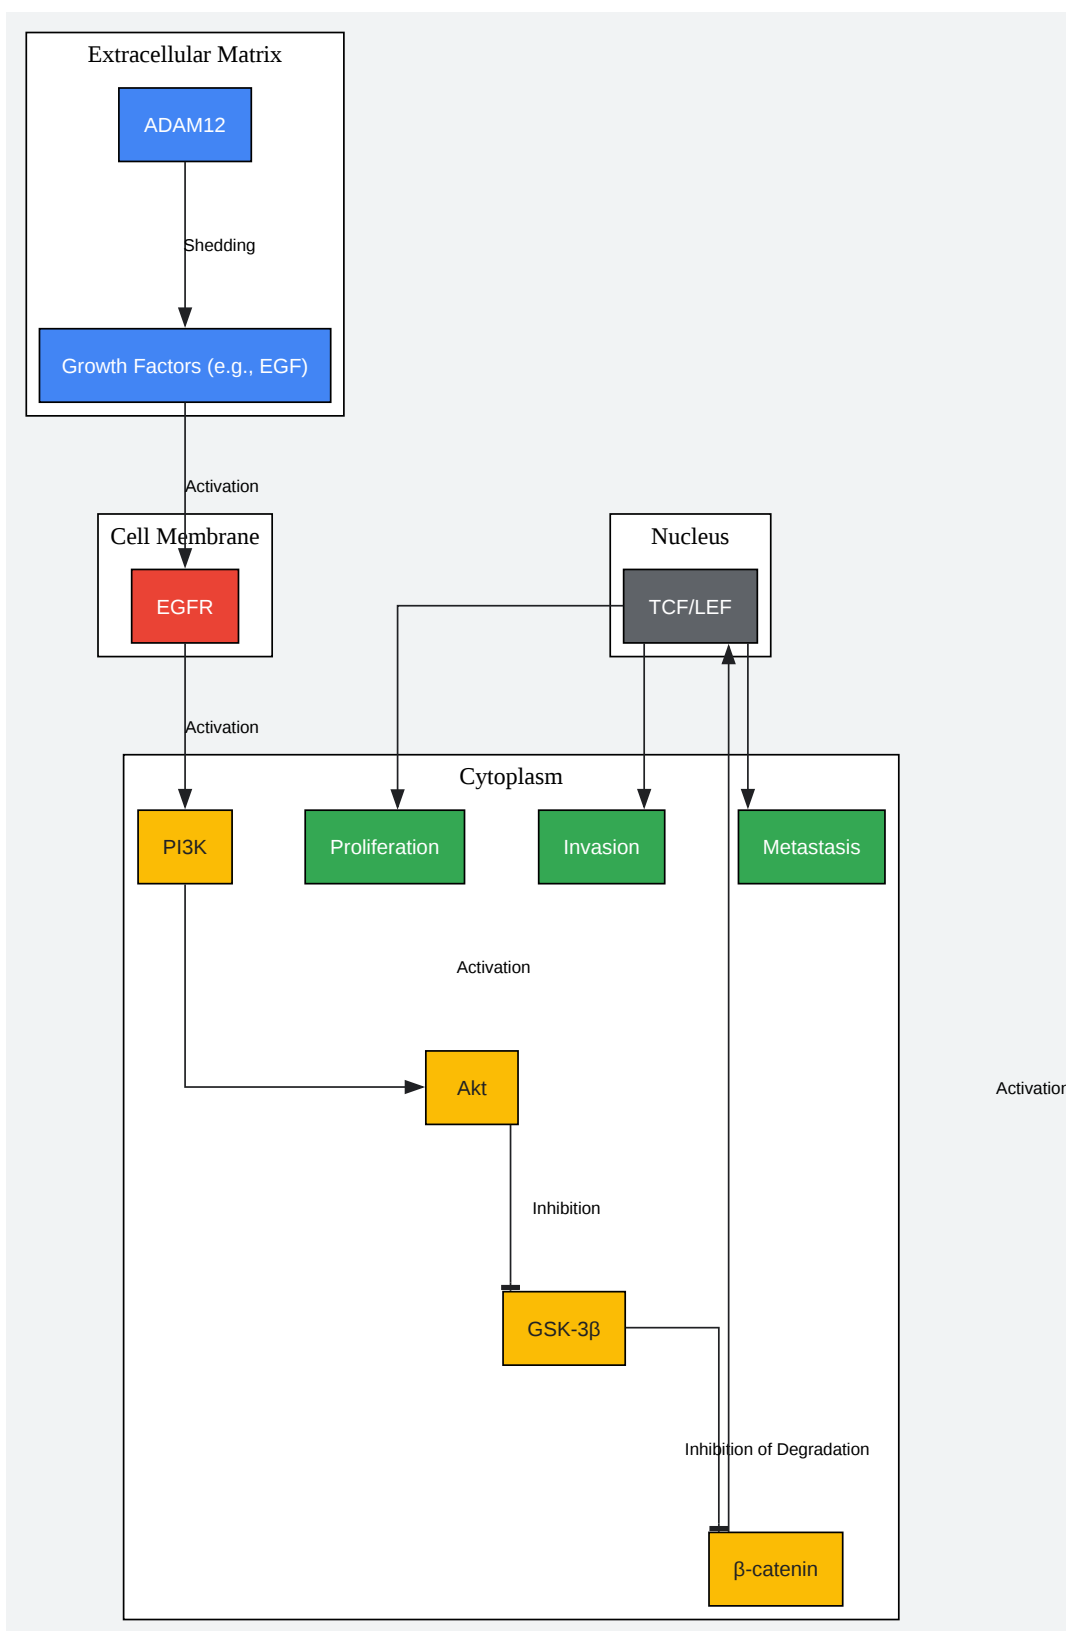 Extracellular Matrix
ADAM12
Shedding
Growth Factors (e.g., EGF)
Activation
Cell Membrane
EGFR
Nucleus
TCF/LEF
Activation
Cytoplasm
PI3K
Proliferation
Invasion
Metastasis
Activation
Akt
Activation
Inhibition
GSK-3β
Inhibition of Degradation
β-catenin